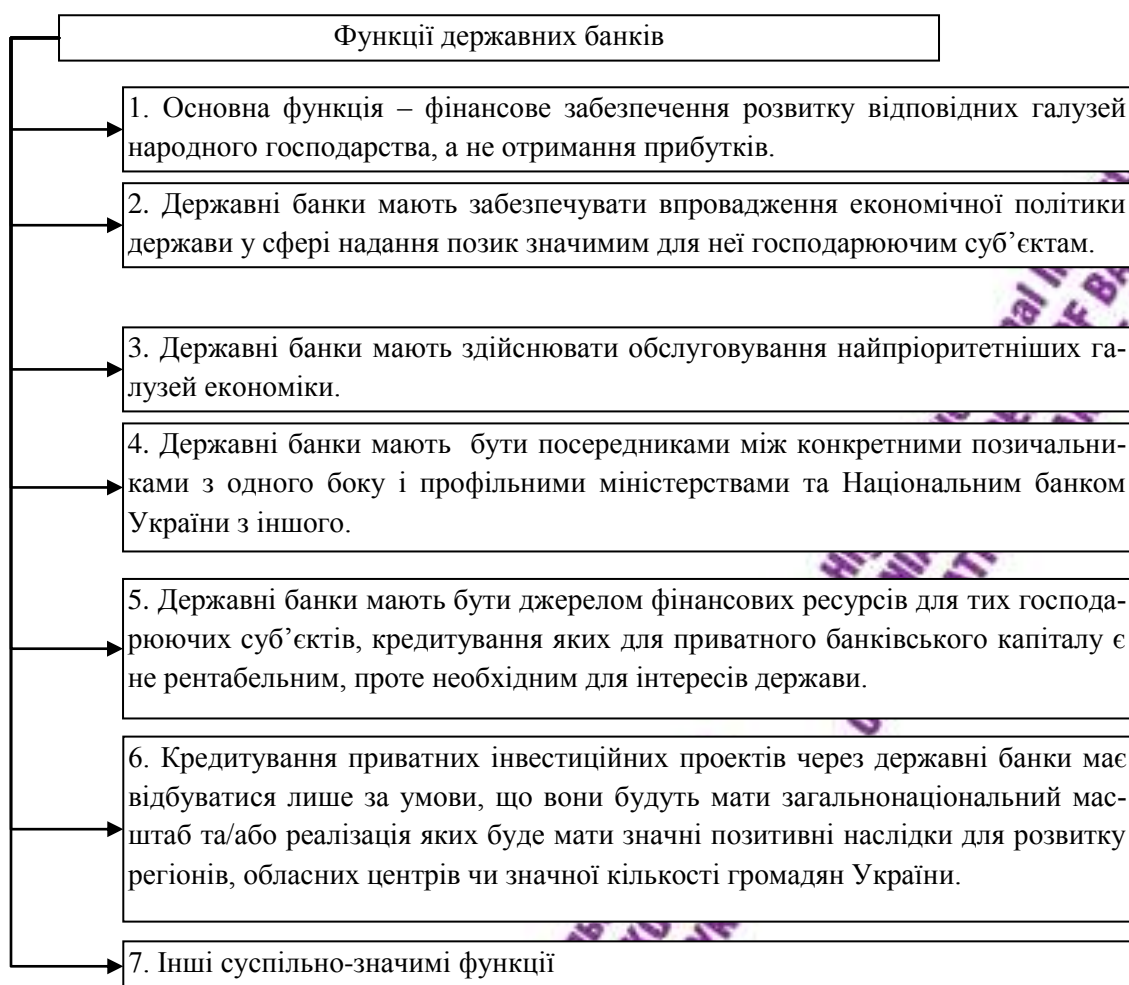 Функції державних банків
1. Основна функція – фінансове забезпечення розвитку відповідних галузей
народного господарства, а не отримання прибутків.
2. Державні банки мають забезпечувати впровадження економічної політики
держави у сфері надання позик значимим для неї господарюючим суб’єктам.
3. Державні банки мають здійснювати обслуговування найпріоритетніших га-
лузей економіки.
4. Державні банки мають бути посередниками між конкретними позичальни-
ками з одного боку і профільними міністерствами та Національним банком
України з іншого.
5. Державні банки мають бути джерелом фінансових ресурсів для тих господа-
рюючих суб’єктів, кредитування яких для приватного банківського капіталу є
не рентабельним, проте необхідним для інтересів держави.
6. Кредитування приватних інвестиційних проектів через державні банки має
відбуватися лише за умови, що вони будуть мати загальнонаціональний мас-
штаб та/або реалізація яких буде мати значні позитивні наслідки для розвитку
регіонів, обласних центрів чи значної кількості громадян України.
7. Інші суспільно-значимі функції